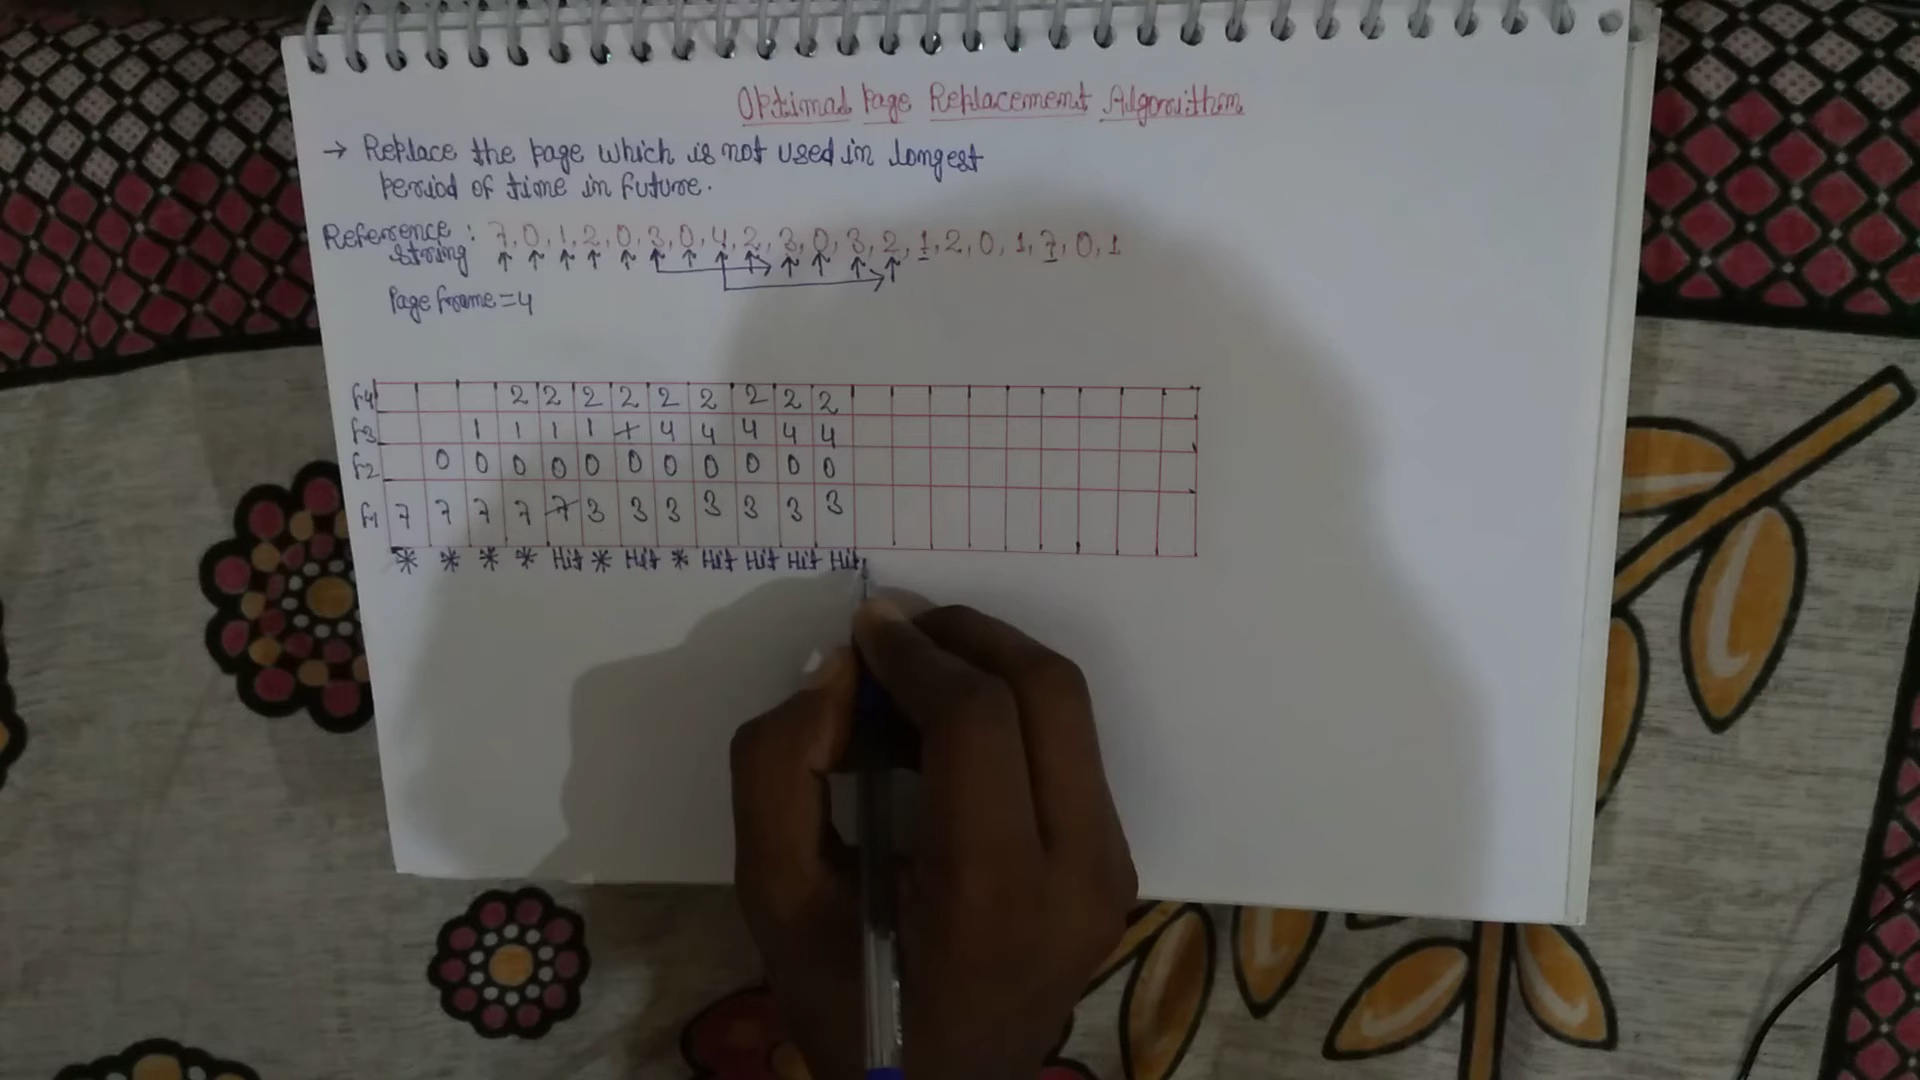 Optimal Page Replacement Algorithm
→ Replace the page which is not used in longest
period of time in future.
Reference : 7, 0, 1, 2, 0, 3, 0, 4, 2, 3, 0, 3, 2, 1, 2, 0, 1, 7, 0, 1
string ↑ ↑ ↑ ↑ ↑ ↑ ↑ ↑ ↑ ↑ ↑ ↑ ↑
Page frame = 4
F4 2 2 2 2 2 2 2 2 2
F3 1 1 1 1 1 4 4 4 4 4
F2 0 0 0 0 0 0 0 0 0 0 0
F1 7 7 7 7 7 3 3 3 3 3 3 3
* * * * Hit * Hit * Hit Hit Hit Hit